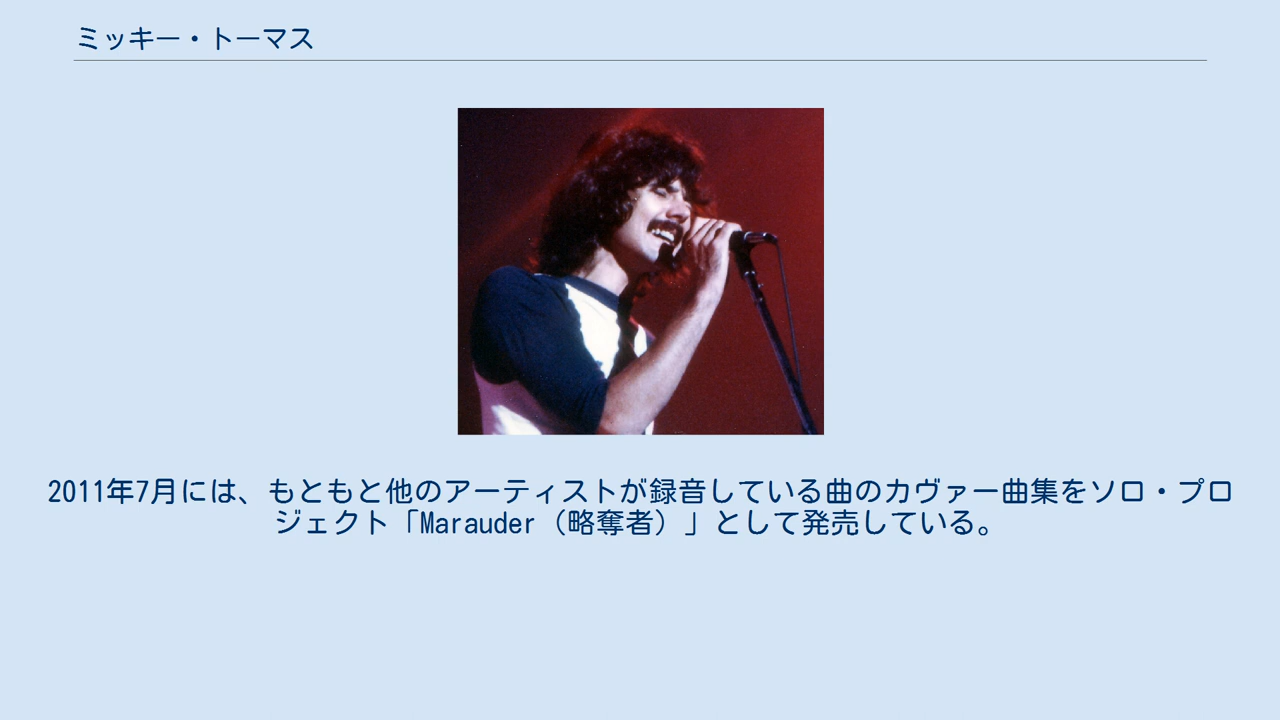 ミッキー・トーマス
2011年7月には、もともと他のアーティストが録音している曲のカヴァー曲集をソロ・プロ
ジェクト「Marauder（略奪者）」として発売している。